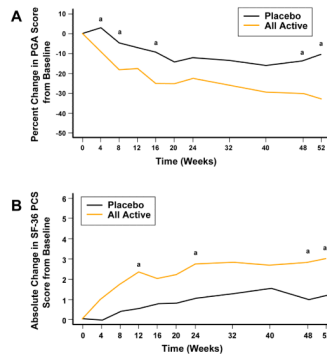 A
Percent Change in PGA Score
from Baseline
10
0
-10
-20
-30
-40
-50
Placebo
All Active
a
a
a
a
a
0 4 8 12 16 20 24 32 40 48 52
Time (Weeks)
B
Absolute Change in SF-36 PCS
Score from Baseline
6
5
4
3
2
1
0
Placebo
All Active
a
a
a
a
0 4 8 12 16 20 24 32 40 48
Time (Weeks)